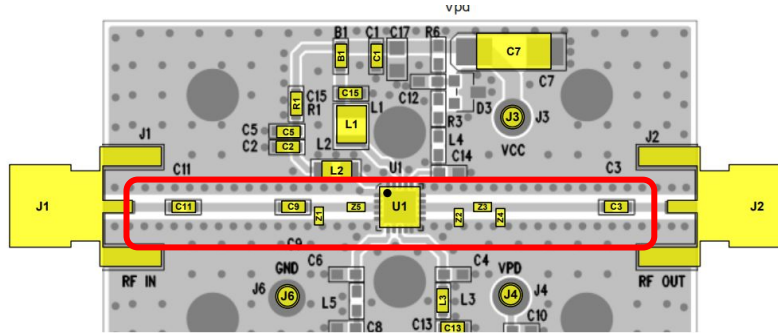 Vpd
B1 C1 C17 R6
B1 C1 C7
C7
C15 C12 D3
R1 C15 L1 R3 J3 J3
R1
C5 C5 L1 L4 VCC
C2 C2
J1 L2 U1 C14 J2
L2
C11 C3
J1 C11 C9 Z1 Z5 U1 Z2 Z3 Z4 C3 J2
C9
RF IN GND C6 C4 VPD RF OUT
J6 J6 L5 L3 L3 J4 J4
C8 C13 C13 C10